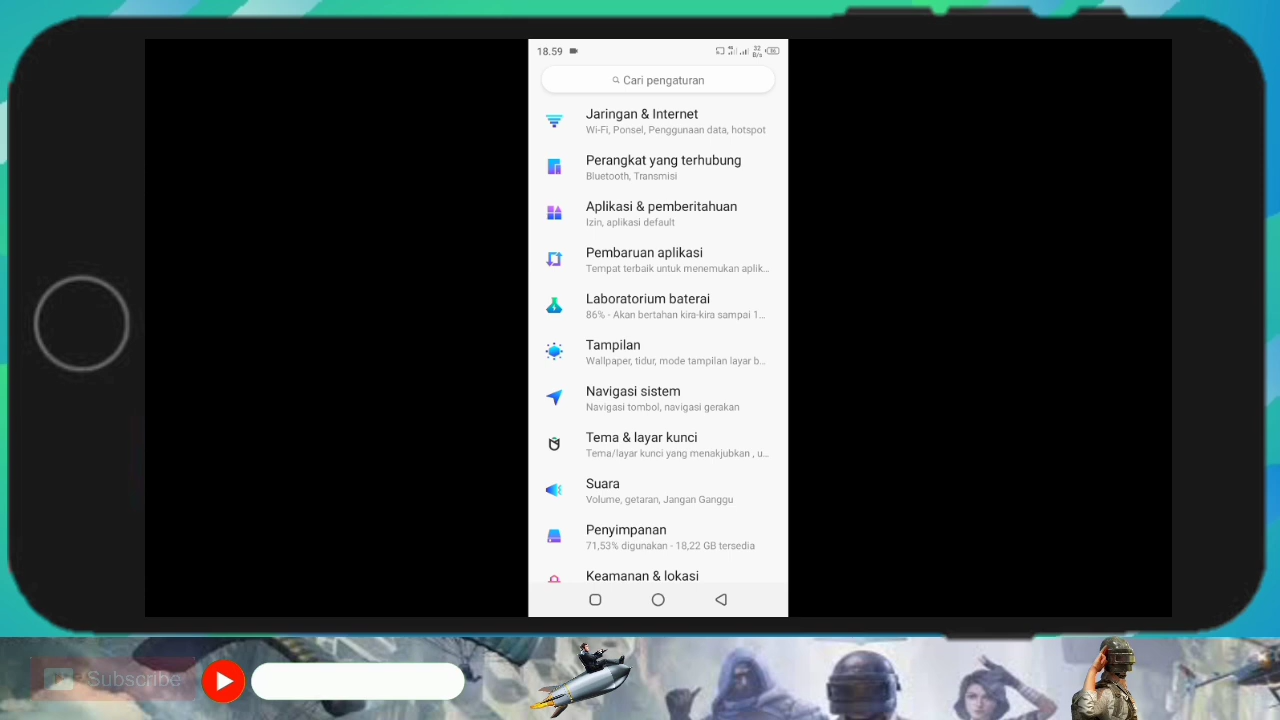 18.59
32
B/s
86
Cari pengaturan
Jaringan & Internet
Wi-Fi, Ponsel, Penggunaan data, hotspot
Perangkat yang terhubung
Bluetooth, Transmisi
Aplikasi & pemberitahuan
Izin, aplikasi default
Pembaruan aplikasi
Tempat terbaik untuk menemukan aplik...
Laboratorium baterai
86% - Akan bertahan kira-kira sampai 1...
Tampilan
Wallpaper, tidur, mode tampilan layar b...
Navigasi sistem
Navigasi tombol, navigasi gerakan
Tema & layar kunci
Tema/layar kunci yang menakjubkan , u...
Suara
Volume, getaran, Jangan Ganggu
Penyimpanan
71,53% digunakan - 18,22 GB tersedia
Keamanan & lokasi
Subscribe